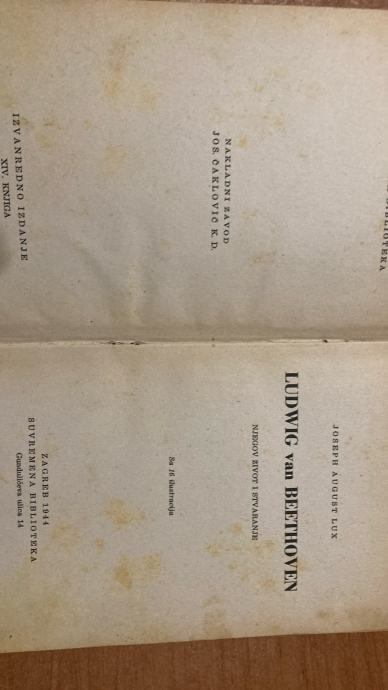 BIBLIOTEKA
NAKLADNI ZAVOD
JOS. ČAKLOVIĆ K. D.
IZVANREDNO IZDANJE
XIV. KNJIGA
JOSEPH AUGUST LUX
LUDWIG van BEETHOVEN
NJEGOV ŽIVOT I STVARANJE
Sa 16 ilustracija
ZAGREB 1944
SUVREMENA BIBLIOTEKA
Gundulićeva ulica 14